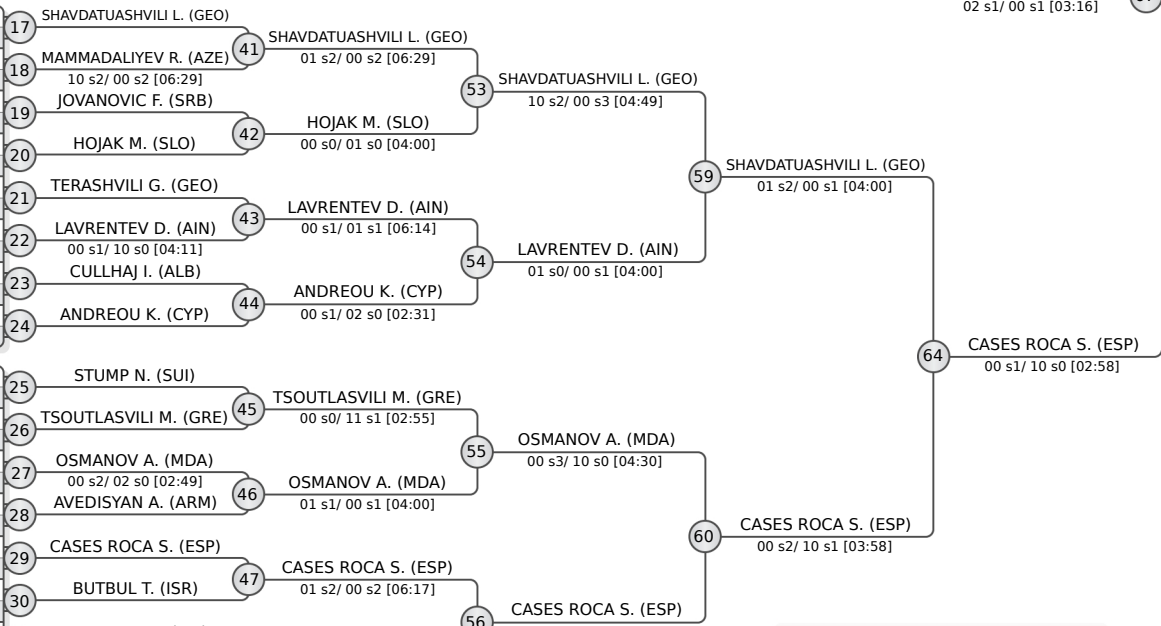 02 s1/ 00 s1 [03:16]
17
SHAVDATUASHVILI L. (GEO)
18
MAMMADALIYEV R. (AZE)
10 s2/ 00 s2 [06:29]
41
SHAVDATUASHVILI L. (GEO)
01 s2/ 00 s2 [06:29]
19
JOVANOVIC F. (SRB)
20
HOJAK M. (SLO)
42
HOJAK M. (SLO)
00 s0/ 01 s0 [04:00]
53
SHAVDATUASHVILI L. (GEO)
10 s2/ 00 s3 [04:49]
21
TERASHVILI G. (GEO)
22
LAVRENTEV D. (AIN)
00 s1/ 10 s0 [04:11]
43
LAVRENTEV D. (AIN)
00 s1/ 01 s1 [06:14]
23
CULLHAJ I. (ALB)
24
ANDREOU K. (CYP)
44
ANDREOU K. (CYP)
00 s1/ 02 s0 [02:31]
54
LAVRENTEV D. (AIN)
01 s0/ 00 s1 [04:00]
59
SHAVDATUASHVILI L. (GEO)
01 s2/ 00 s1 [04:00]
25
STUMP N. (SUI)
26
TSOUTLASVILI M. (GRE)
45
TSOUTLASVILI M. (GRE)
00 s0/ 11 s1 [02:55]
27
OSMANOV A. (MDA)
00 s2/ 02 s0 [02:49]
28
AVEDISYAN A. (ARM)
46
OSMANOV A. (MDA)
01 s1/ 00 s1 [04:00]
55
OSMANOV A. (MDA)
00 s3/ 10 s0 [04:30]
29
CASES ROCA S. (ESP)
30
BUTBUL T. (ISR)
47
CASES ROCA S. (ESP)
01 s2/ 00 s2 [06:17]
56
CASES ROCA S. (ESP)
60
CASES ROCA S. (ESP)
00 s2/ 10 s1 [03:58]
64
CASES ROCA S. (ESP)
00 s1/ 10 s0 [02:58]